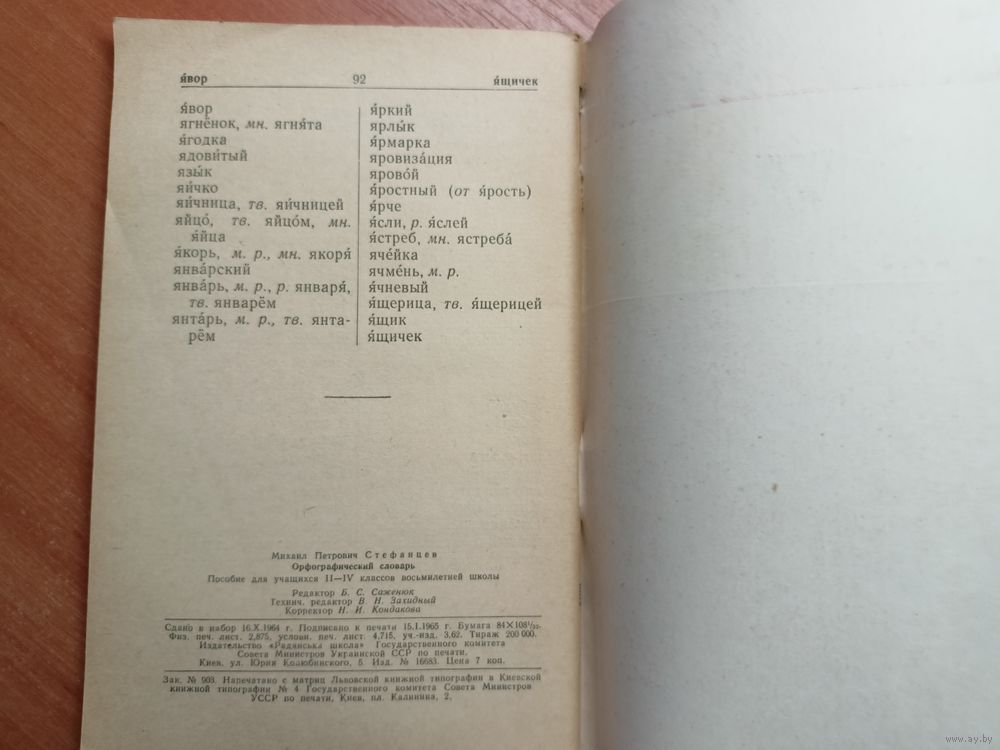 я́вор 92 я́щичек
я́вор
ягнёнок, мн. ягня́та
я́годка
ядови́тый
язы́к
яи́чко
яи́чница, тв. яи́чницей
яйцо́, тв. яйцо́м, мн.
я́йца
я́корь, м. р., мн. якоря́
янва́рский
янва́рь, м. р., р. января́,
тв. январём
янта́рь, м. р., тв. янта-
рём
я́ркий
ярлы́к
я́рмарка
яровиза́ция
ярово́й
я́ростный (от я́рость)
я́рче
я́сли, р. я́слей
я́стреб, мн. ястреба́
яче́йка
ячме́нь, м. р.
я́чневый
я́щерица, тв. я́щерицей
я́щик
я́щичек
Михаил Петрович Стефанцев
Орфографический словарь
Пособие для учащихся II—IV классов восьмилетней школы
Редактор Б. С. Саженюк
Технич. редактор В. Н. Захидный
Корректор Н. И. Кондакова
Сдано в набор 16.X.1964 г. Подписано к печати 15.I.1965 г. Бумага 84×108¹/₃₂.
Физ. печ. лист. 2,875, условн. печ. лист. 4,715, уч.-изд. 3,62. Тираж 200 000.
Издательство «Радянська школа» Государственного комитета
Совета Министров Украинской ССР по печати.
Киев, ул. Юрия Коцюбинского, 5. Изд. № 16683. Цена 7 коп.
Зак. № 903. Напечатано с матриц Львовской книжной типографии в Киевской
книжной типографии № 4 Государственного комитета Совета Министров
УССР по печати, Киев, пл. Калинина, 2.
www.ay.by